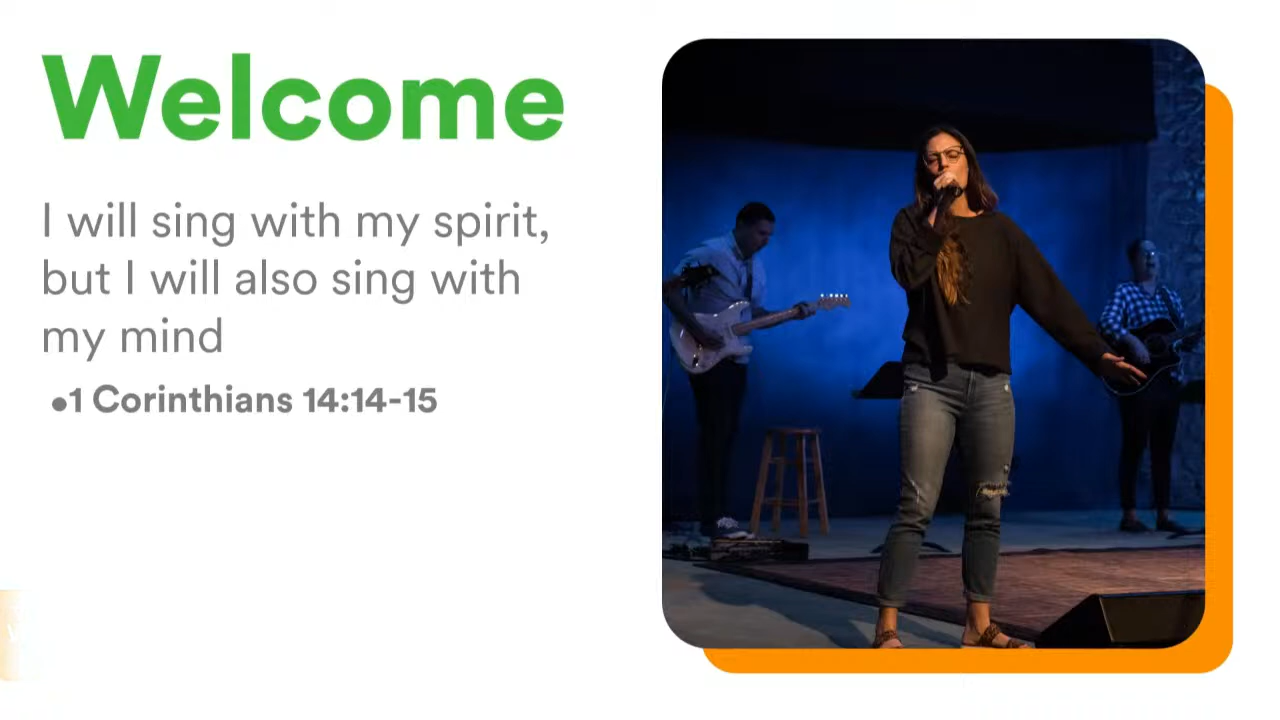 Welcome
I will sing with my spirit,
but I will also sing with
my mind
•1 Corinthians 14:14-15